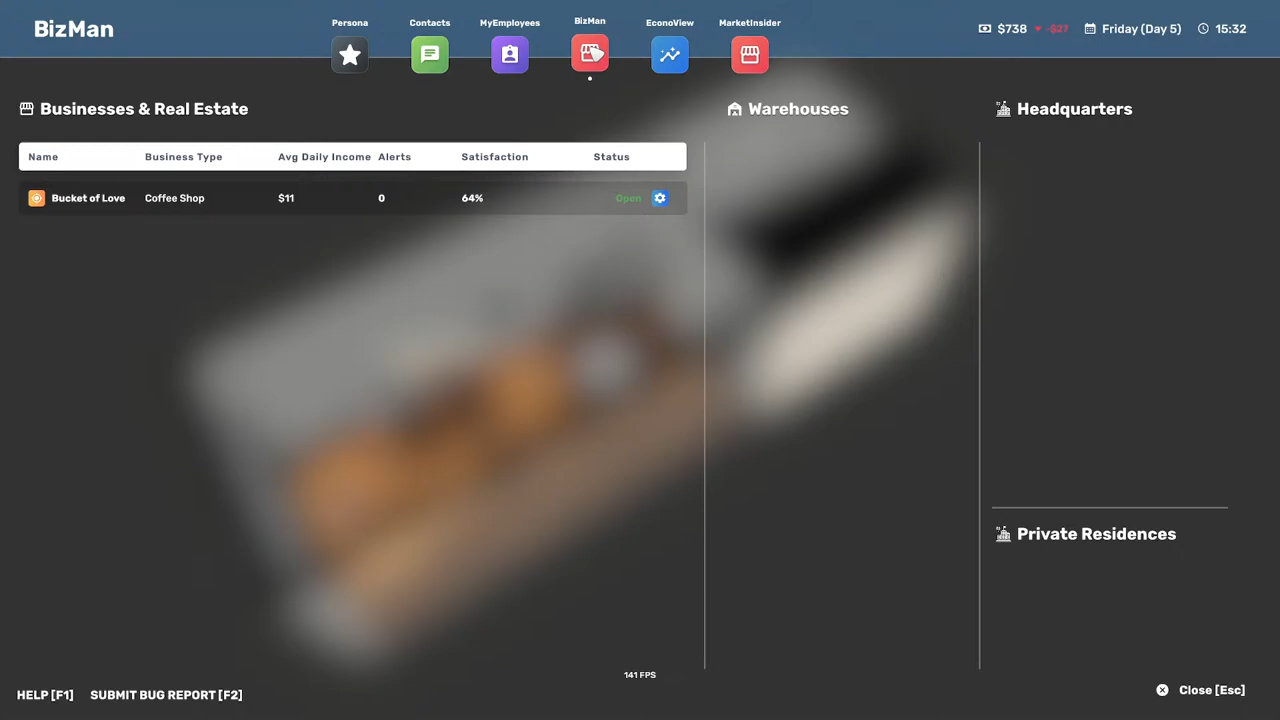 BizMan
Persona
Contacts
MyEmployees
BizMan
EconoView
MarketInsider
$738 -$27 Friday (Day 5) 15:32
Businesses & Real Estate
Name Business Type Avg Daily Income Alerts Satisfaction Status
Bucket of Love Coffee Shop $11 0 64% Open
Warehouses
Headquarters
Private Residences
141 FPS
HELP [F1] SUBMIT BUG REPORT [F2]
Close [Esc]